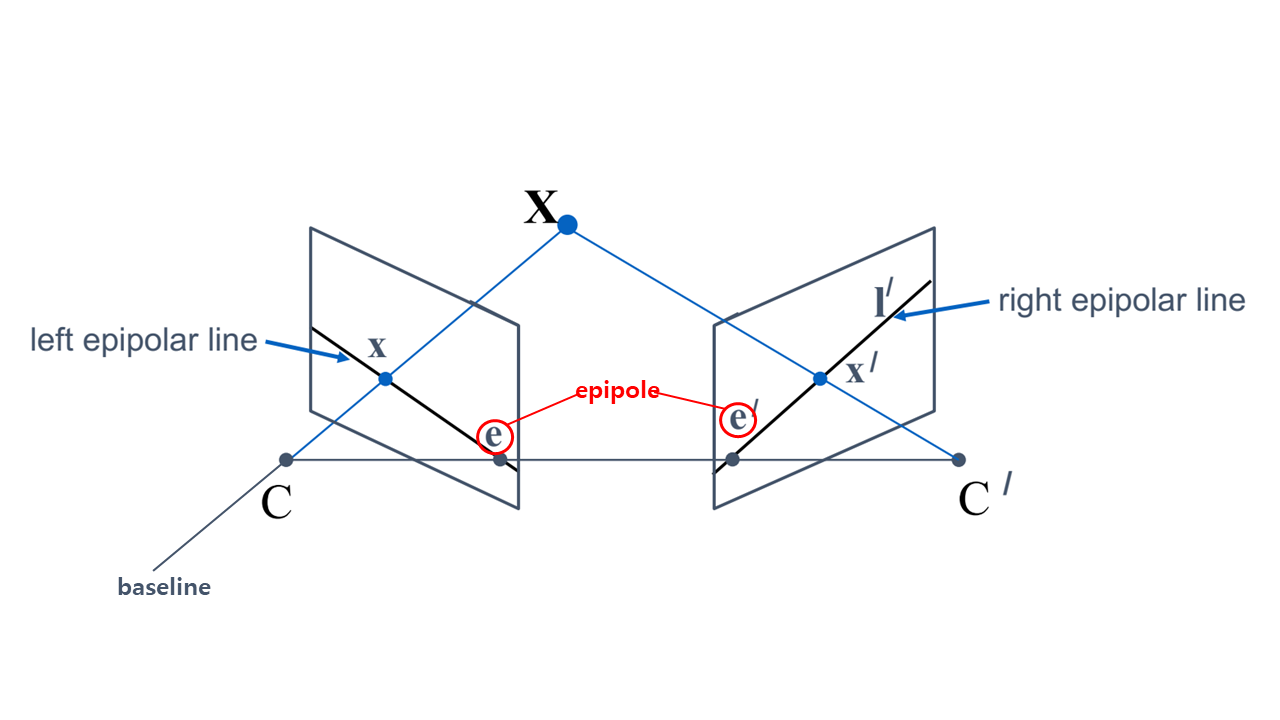 X
l′
right epipolar line
left epipolar line
x
x′
epipole
e
e′
C
C′
baseline